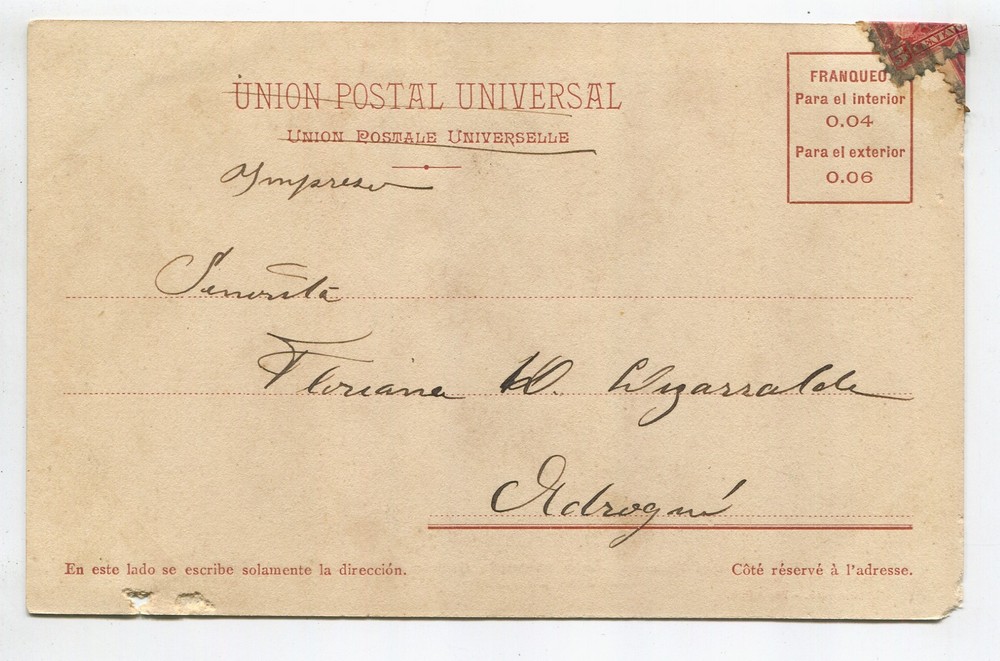 UNION POSTAL UNIVERSAL
UNION POSTALE UNIVERSELLE
Impreso
FRANQUEO
Para el interior
0.04
Para el exterior
0.06
Señorita
Floriana
Adrogué
En este lado se escribe solamente la dirección.
Côté réservé à l'adresse.